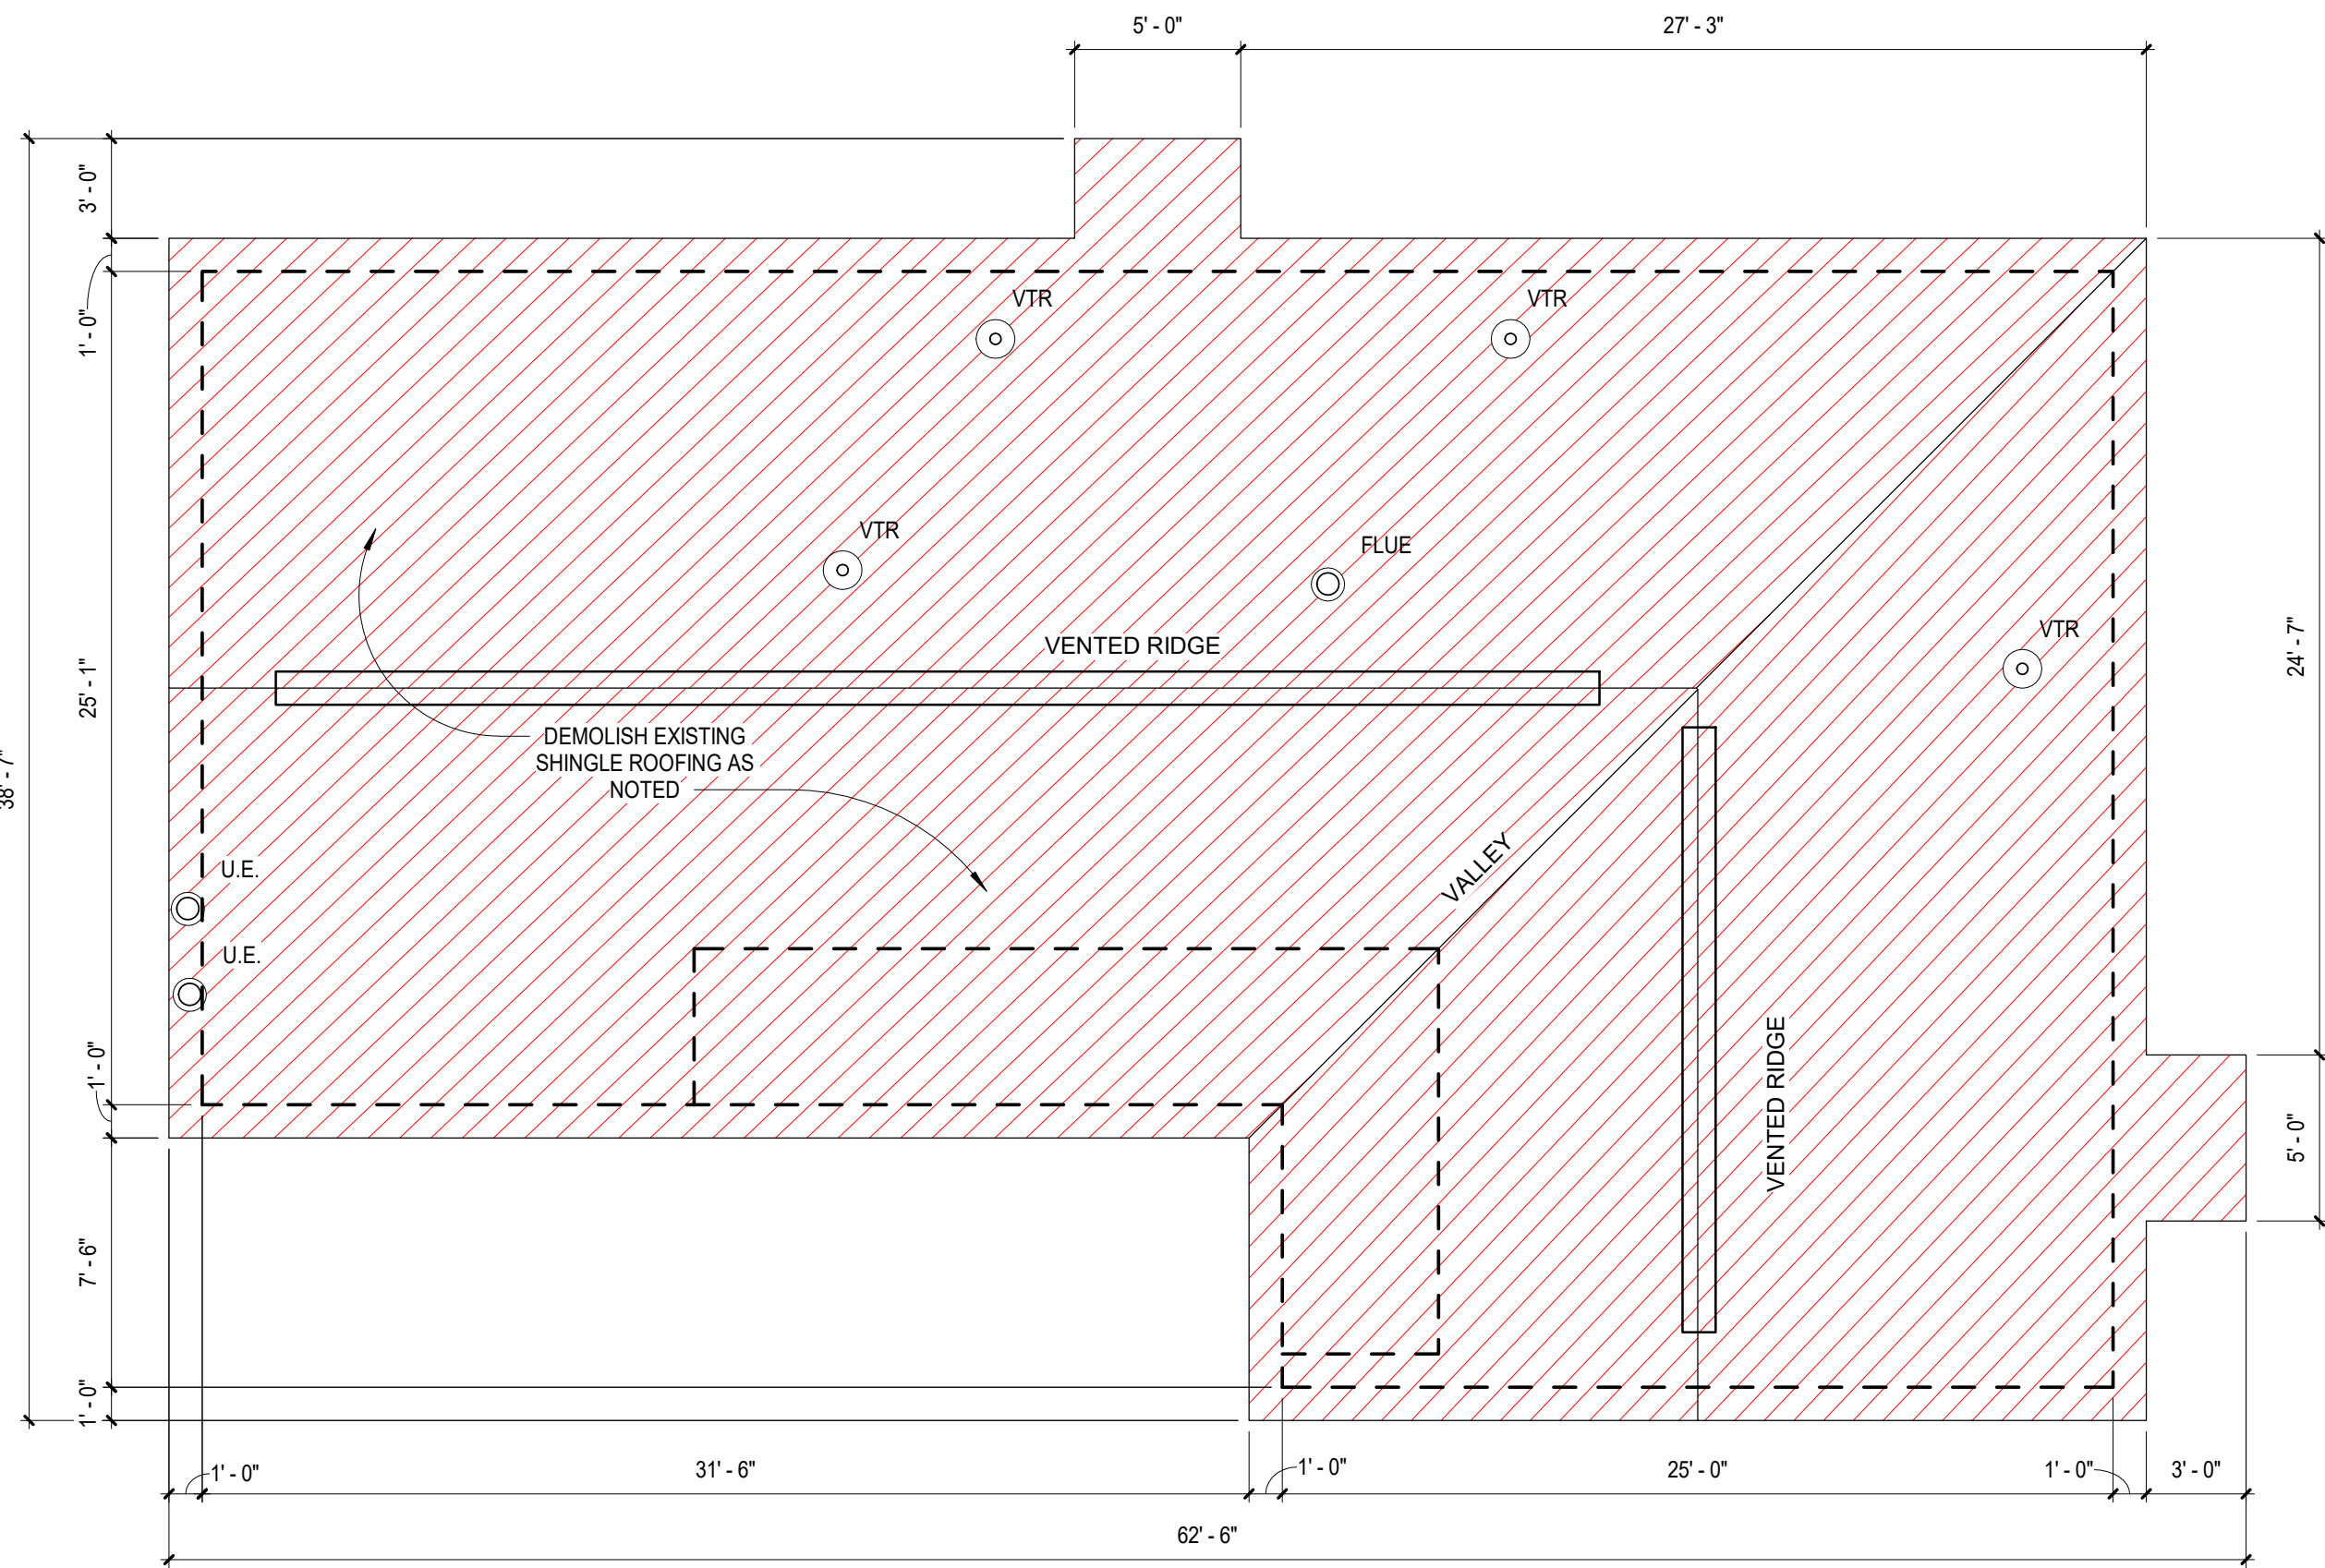 5' - 0"
27' - 3"
3' - 0"
1' - 0"
25' - 1"
38' - 7"
1' - 0"
7' - 6"
1' - 0"
VTR
VTR
VTR
FLUE
VTR
VENTED RIDGE
DEMOLISH EXISTING
SHINGLE ROOFING AS
NOTED
U.E.
U.E.
VALLEY
VENTED RIDGE
24' - 7"
5' - 0"
1' - 0"
31' - 6"
1' - 0"
25' - 0"
1' - 0"
3' - 0"
62' - 6"